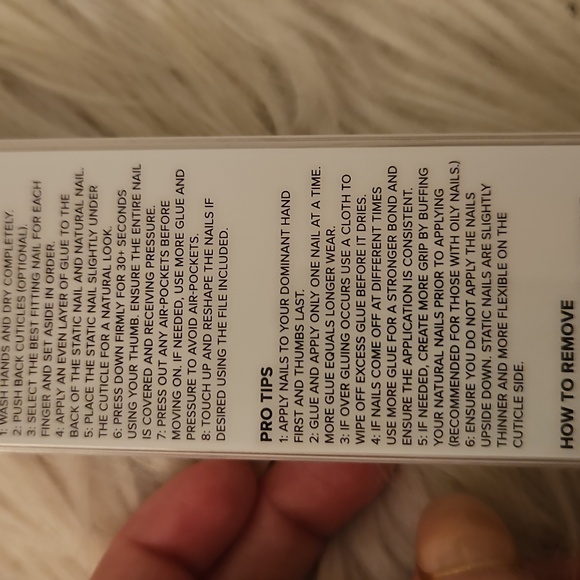 1: WASH HANDS AND DRY COMPLETELY.
2: PUSH BACK CUTICLES (OPTIONAL).
3: SELECT THE BEST FITTING NAIL FOR EACH
FINGER AND SET ASIDE IN ORDER.
4: APPLY AN EVEN LAYER OF GLUE TO THE
BACK OF THE STATIC NAIL AND NATURAL NAIL.
5: PLACE THE STATIC NAIL SLIGHTLY UNDER
THE CUTICLE FOR A NATURAL LOOK.
6: PRESS DOWN FIRMLY FOR 30+ SECONDS
USING YOUR THUMB. ENSURE THE ENTIRE NAIL
IS COVERED AND RECEIVING PRESSURE.
7: PRESS OUT ANY AIR-POCKETS BEFORE
MOVING ON. IF NEEDED, USE MORE GLUE AND
PRESSURE TO AVOID AIR-POCKETS.
8: TOUCH UP AND RESHAPE THE NAILS IF
DESIRED USING THE FILE INCLUDED.
PRO TIPS
1: APPLY NAILS TO YOUR DOMINANT HAND
FIRST AND THUMBS LAST.
2: GLUE AND APPLY ONLY ONE NAIL AT A TIME.
MORE GLUE EQUALS LONGER WEAR.
3: IF OVER GLUING OCCURS USE A CLOTH TO
WIPE OFF EXCESS GLUE BEFORE IT DRIES.
4: IF NAILS COME OFF AT DIFFERENT TIMES
USE MORE GLUE FOR A STRONGER BOND AND
ENSURE THE APPLICATION IS CONSISTENT.
5: IF NEEDED, CREATE MORE GRIP BY BUFFING
YOUR NATURAL NAILS PRIOR TO APPLYING
(RECOMMENDED FOR THOSE WITH OILY NAILS.)
6: ENSURE YOU DO NOT APPLY THE NAILS
UPSIDE DOWN, STATIC NAILS ARE SLIGHTLY
THINNER AND MORE FLEXIBLE ON THE
CUTICLE SIDE.
HOW TO REMOVE